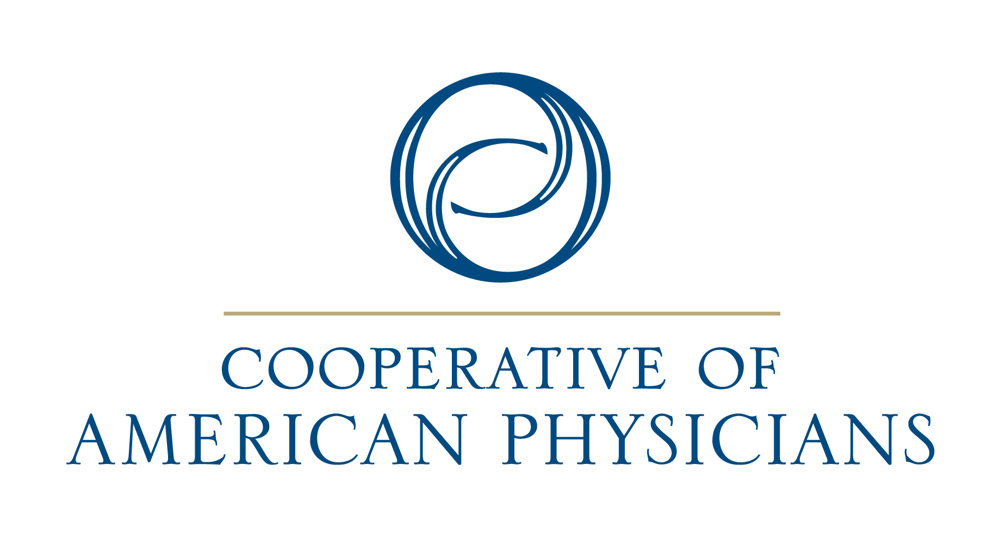 COOPERATIVE OF
AMERICAN PHYSICIANS